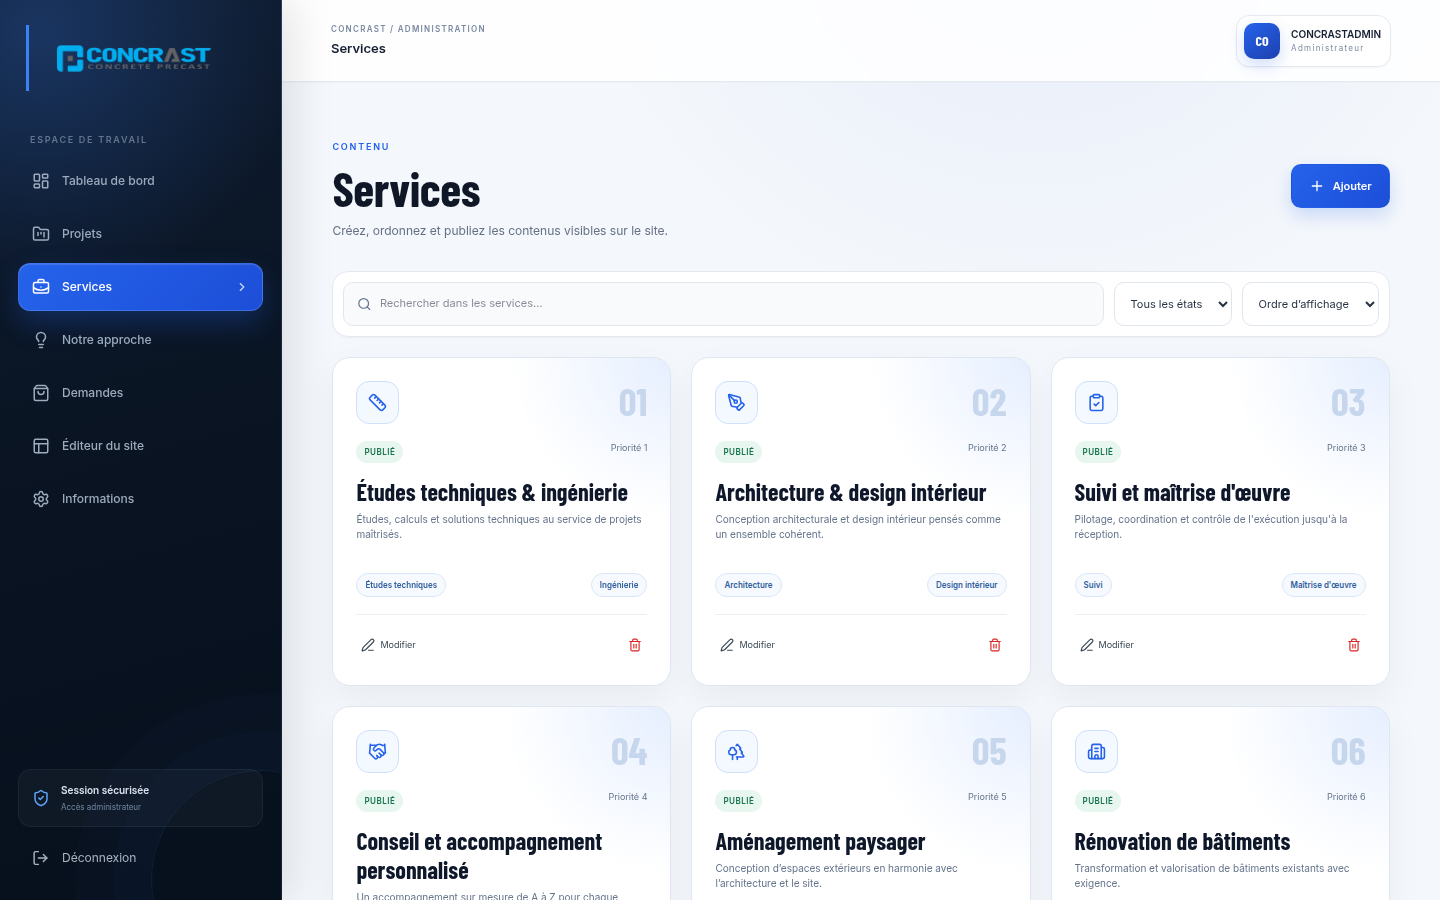 CONCRAST
CONCRETE PRECAST
ESPACE DE TRAVAIL
Tableau de bord
Projets
Services
Notre approche
Demandes
Éditeur du site
Informations
Session sécurisée
Accès administrateur
Déconnexion
CONCRAST / ADMINISTRATION
Services
CO
CONCRASTADMIN
Administrateur
CONTENU
Services
Créez, ordonnez et publiez les contenus visibles sur le site.
Ajouter
Rechercher dans les services...
Tous les états
Ordre d'affichage
01
PUBLIÉ
Priorité 1
Études techniques & ingénierie
Études, calculs et solutions techniques au service de projets
maîtrisés.
Études techniques
Ingénierie
Modifier
02
PUBLIÉ
Priorité 2
Architecture & design intérieur
Conception architecturale et design intérieur pensés comme
un ensemble cohérent.
Architecture
Design intérieur
Modifier
03
PUBLIÉ
Priorité 3
Suivi et maîtrise d'œuvre
Pilotage, coordination et contrôle de l'exécution jusqu'à la
réception.
Suivi
Maîtrise d'œuvre
Modifier
04
PUBLIÉ
Priorité 4
Conseil et accompagnement
personnalisé
Un accompagnement sur mesure de A à Z pour chaque
05
PUBLIÉ
Priorité 5
Aménagement paysager
Conception d'espaces extérieurs en harmonie avec
l'architecture et le site.
06
PUBLIÉ
Priorité 6
Rénovation de bâtiments
Transformation et valorisation de bâtiments existants avec
exigence.